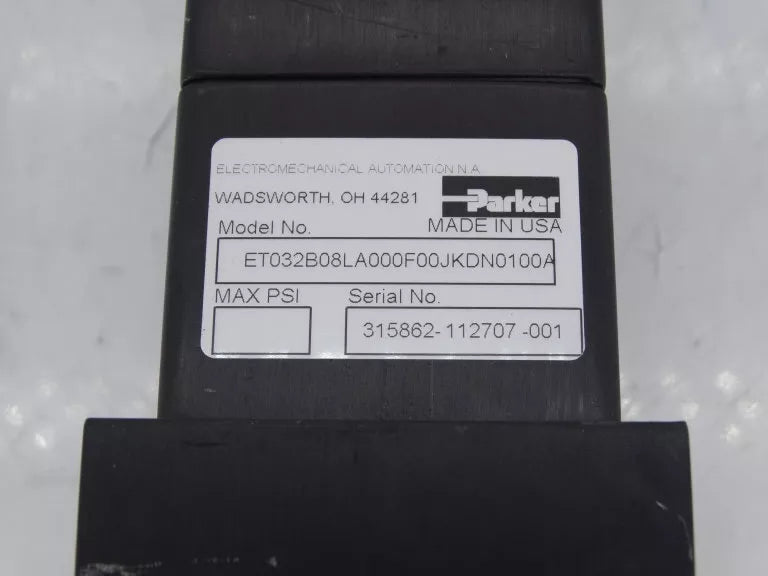 ELECTROMECHANICAL AUTOMATION N.A.
WADSWORTH, OH 44281
Parker
Model No.
MADE IN USA
ET032B08LA000F00JKDN0100A
MAX PSI
Serial No.
315862-112707-001